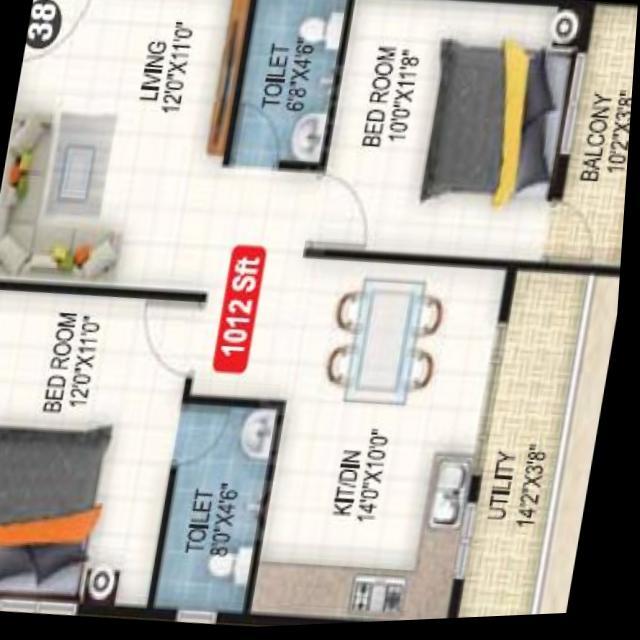 38
LIVING
12'0"X11'0"
TOILET
6'8"X4'6"
BED ROOM
10'0"X11'8"
BALCONY
10'2"X3'8"
1012 Sft
BED ROOM
12'0"X11'0"
TOILET
8'0"X4'6"
KIT/DIN
14'0"X10'0"
UTILITY
14'2"X3'8"